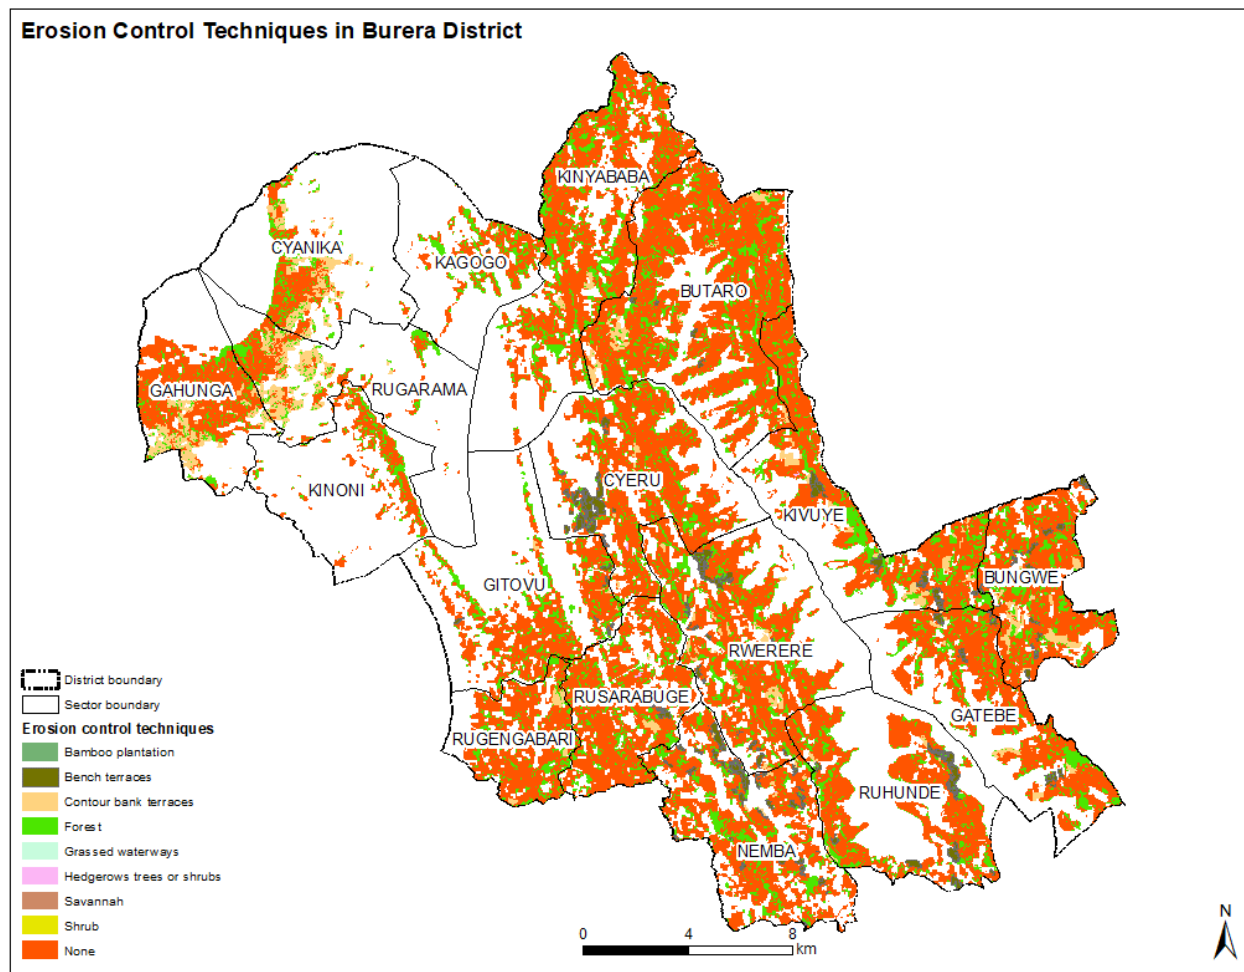 Erosion Control Techniques in Burera District
KINYABABA
CYANIKA
KAGOGO
BUTARO
GAHUNGA
RUGARAMA
KINONI
CYERU
KIVUYE
GITOVU
BUNGWE
RWERERE
RUSARABUGE
GATEBE
RUGENGABARI
RUHUNDE
NEMBA
District boundary
Sector boundary
Erosion control techniques
Bamboo plantation
Bench terraces
Contour bank terraces
Forest
Grassed waterways
Hedgerows trees or shrubs
Savannah
Shrub
None
0 4 8
km
N